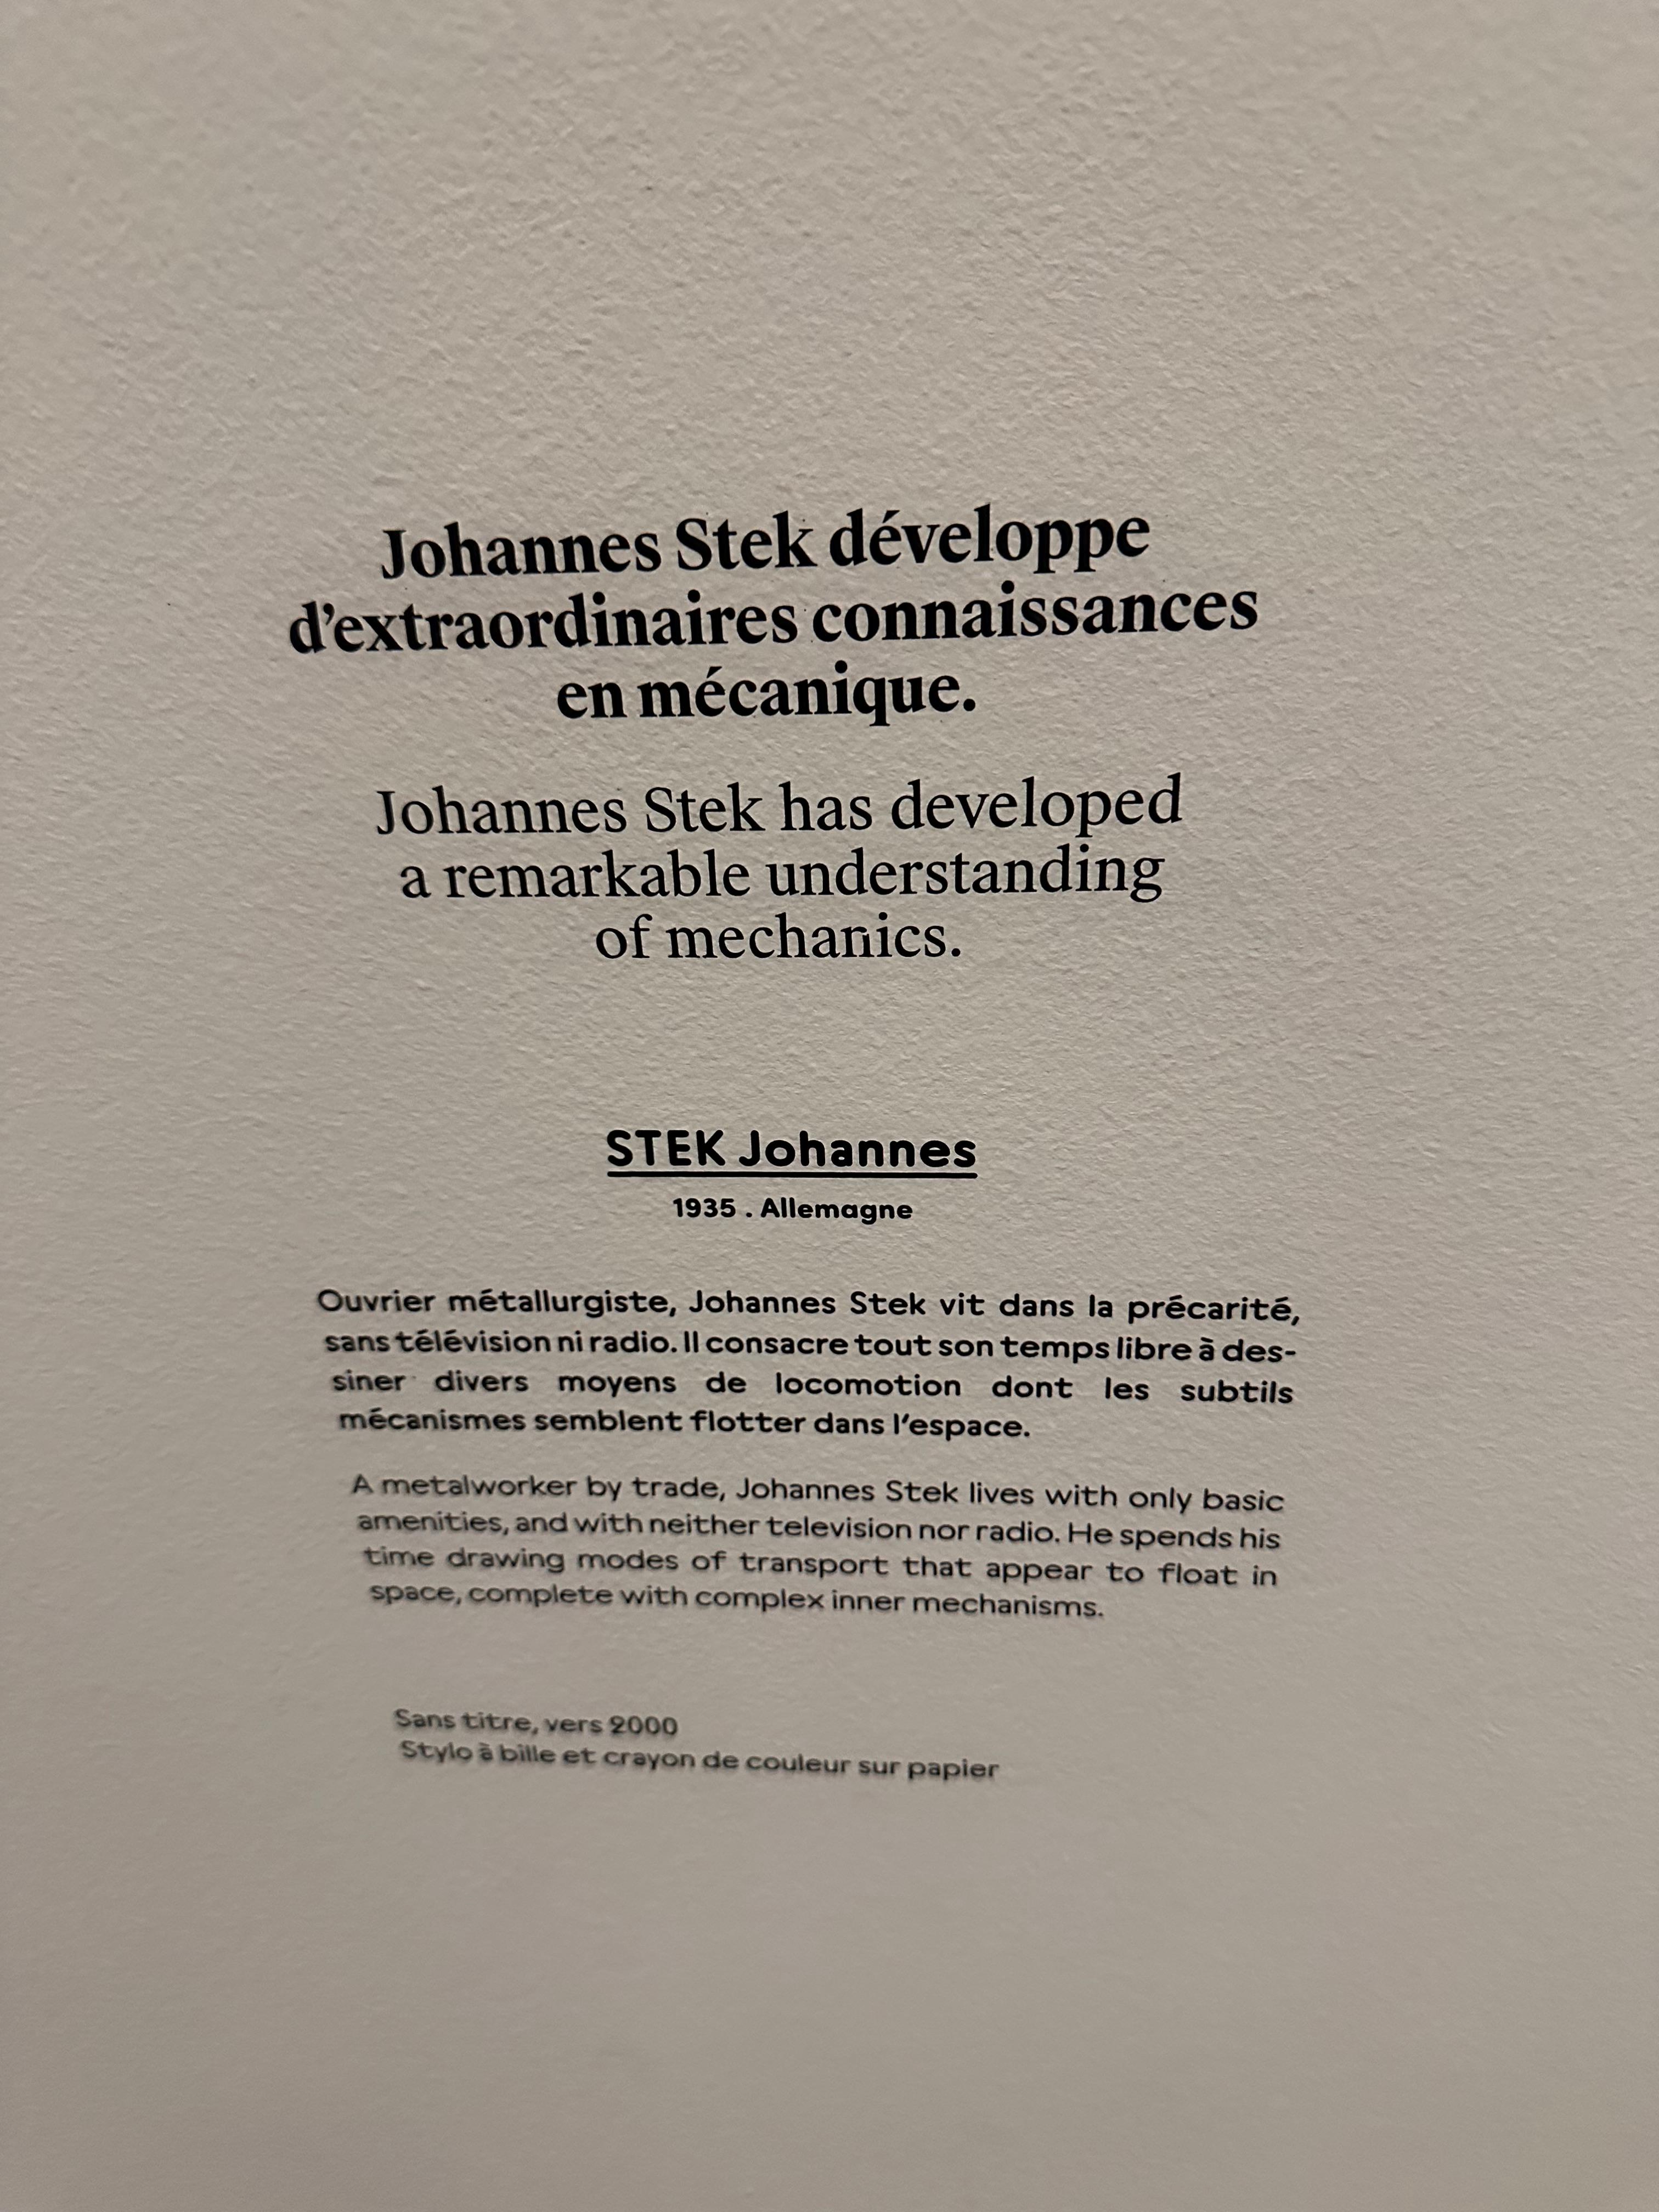 Johannes Stek développe
d’extraordinaires connaissances
en mécanique.
Johannes Stek has developed
a remarkable understanding
of mechanics.
STEK Johannes
1935 . Allemagne
Ouvrier métallurgiste, Johannes Stek vit dans la précarité,
sans télévision ni radio. Il consacre tout son temps libre à des-
siner divers moyens de locomotion dont les subtils
mécanismes semblent flotter dans l’espace.
A metalworker by trade, Johannes Stek lives with only basic
amenities, and with neither television nor radio. He spends his
time drawing modes of transport that appear to float in
space, complete with complex inner mechanisms.
Sans titre, vers 2000
Stylo à bille et crayon de couleur sur papier